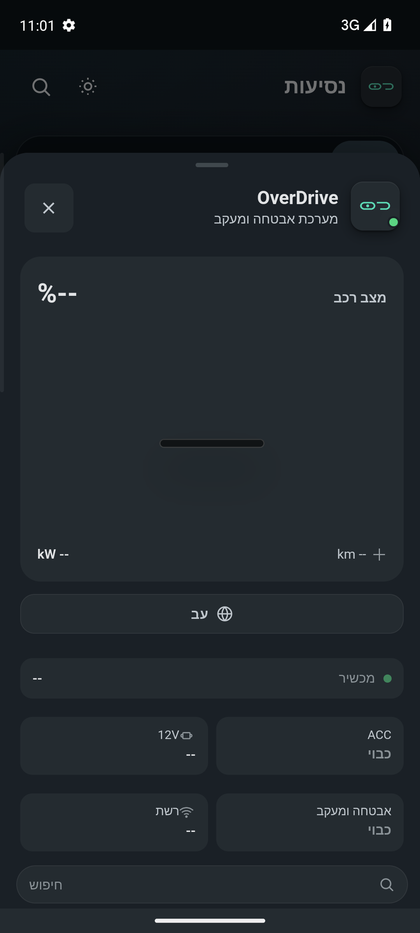 11:01
3G
נסיעות
OverDrive
מערכת אבטחה ומעקב
מצב רכב
%--
-- km
kW --
עב
מכשיר
--
ACC
כבוי
12V
--
אבטחה ומעקב
כבוי
רשת
--
חיפוש